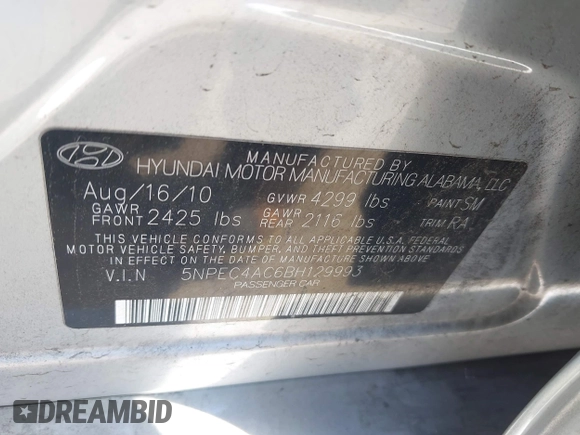 MANUFACTURED BY
HYUNDAI MOTOR MANUFACTURING ALABAMA, LLC
Aug/16/10 GVWR 4299 lbs PAINT SM
GAWR FRONT 2425 lbs GAWR REAR 2116 lbs TRIM RA
THIS VEHICLE CONFORMS TO ALL APPLICABLE U.S.A. FEDERAL
MOTOR VEHICLE SAFETY, BUMPER, AND THEFT PREVENTION STANDARDS
IN EFFECT ON THE DATE OF MANUFACTURE SHOWN ABOVE
V.I.N 5NPEC4AC6BH129993
PASSENGER CAR
DREAMBID